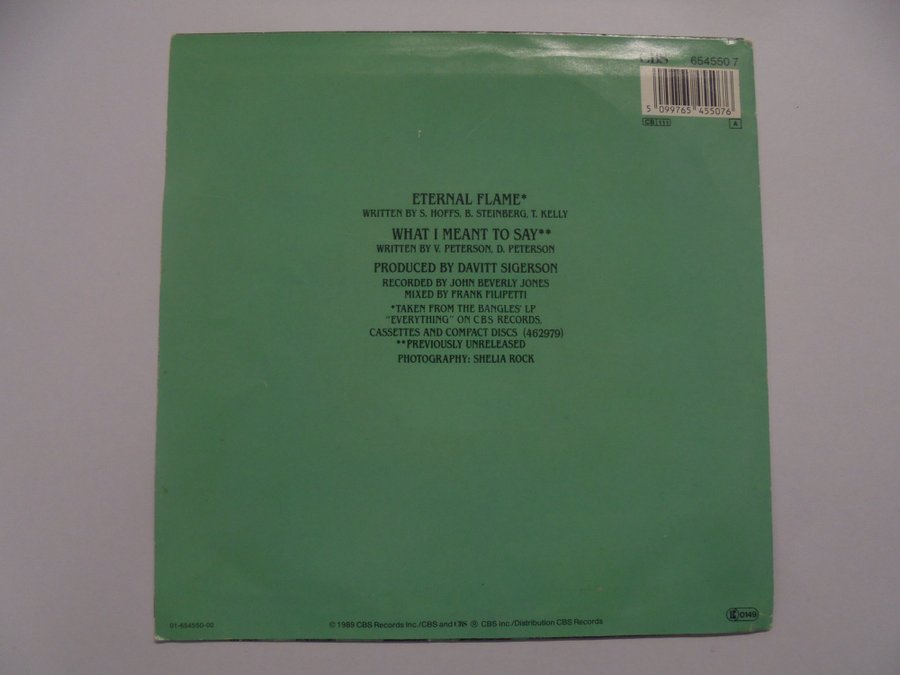 CBS 654550 7
5 099765 455076
CB 111 A
ETERNAL FLAME*
WRITTEN BY S. HOFFS, B. STEINBERG, T. KELLY
WHAT I MEANT TO SAY**
WRITTEN BY V. PETERSON, D. PETERSON
PRODUCED BY DAVITT SIGERSON
RECORDED BY JOHN BEVERLY JONES
MIXED BY FRANK FILIPETTI
*TAKEN FROM THE BANGLES' LP
"EVERYTHING" ON CBS RECORDS,
CASSETTES AND COMPACT DISCS (462979)
**PREVIOUSLY UNRELEASED
PHOTOGRAPHY: SHELIA ROCK
01-654550-00
© 1989 CBS Records Inc./CBS and CBS ® CBS Inc./Distribution CBS Records
0149